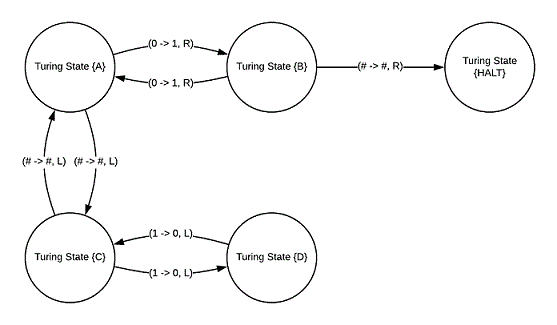 (0 -> 1, R)
Turing State {A}
Turing State {B}
(# -> #, R)
Turing State
{HALT}
(0 -> 1, R)
(# -> #, L)
(# -> #, L)
(1 -> 0, L)
Turing State {C}
Turing State {D}
(1 -> 0, L)